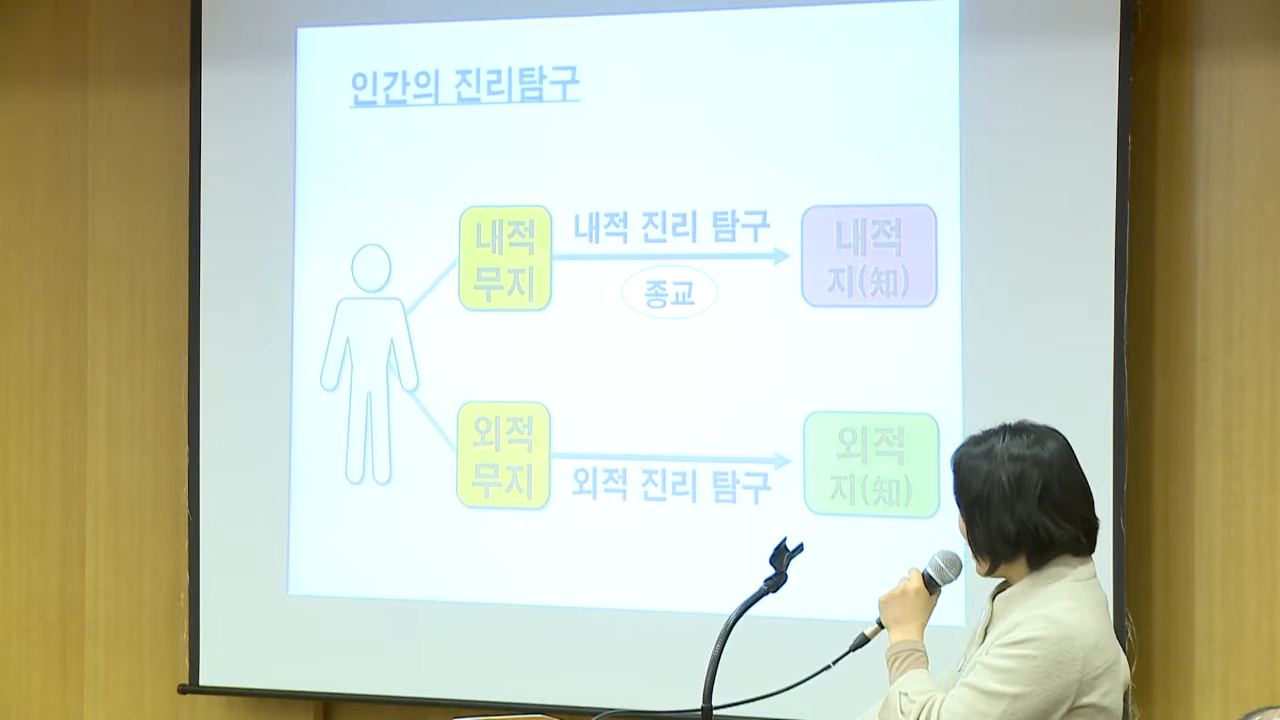 인간의 진리탐구
내적
무지
내적 진리 탐구
종교
내적
지(知)
외적
무지
외적 진리 탐구
외적
지(知)